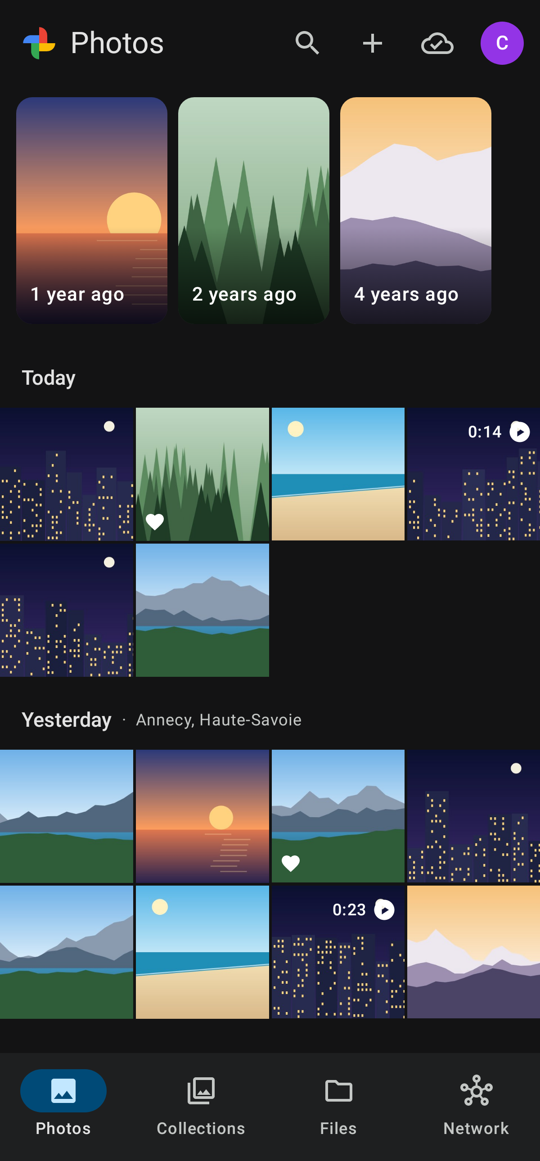 Photos
C
1 year ago
2 years ago
4 years ago
Today
0:14
Yesterday · Annecy, Haute-Savoie
0:23
Photos
Collections
Files
Network